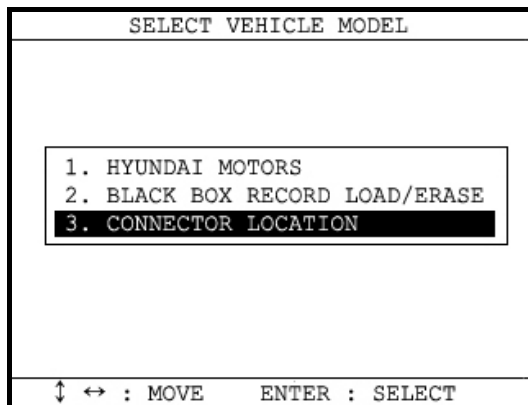 SELECT VEHICLE MODEL
1. HYUNDAI MOTORS
2. BLACK BOX RECORD LOAD/ERASE
3. CONNECTOR LOCATION
↕ ↔ : MOVE ENTER : SELECT